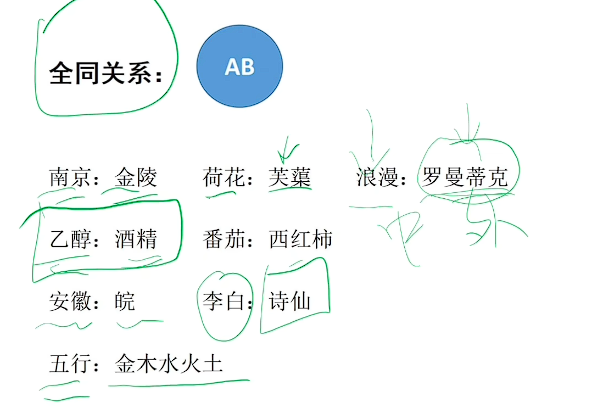 全同关系： AB
南京：金陵 荷花：芙蕖 浪漫：罗曼蒂克
中 外
乙醇：酒精 番茄：西红柿
安徽：皖 李白：诗仙
五行：金木水火土